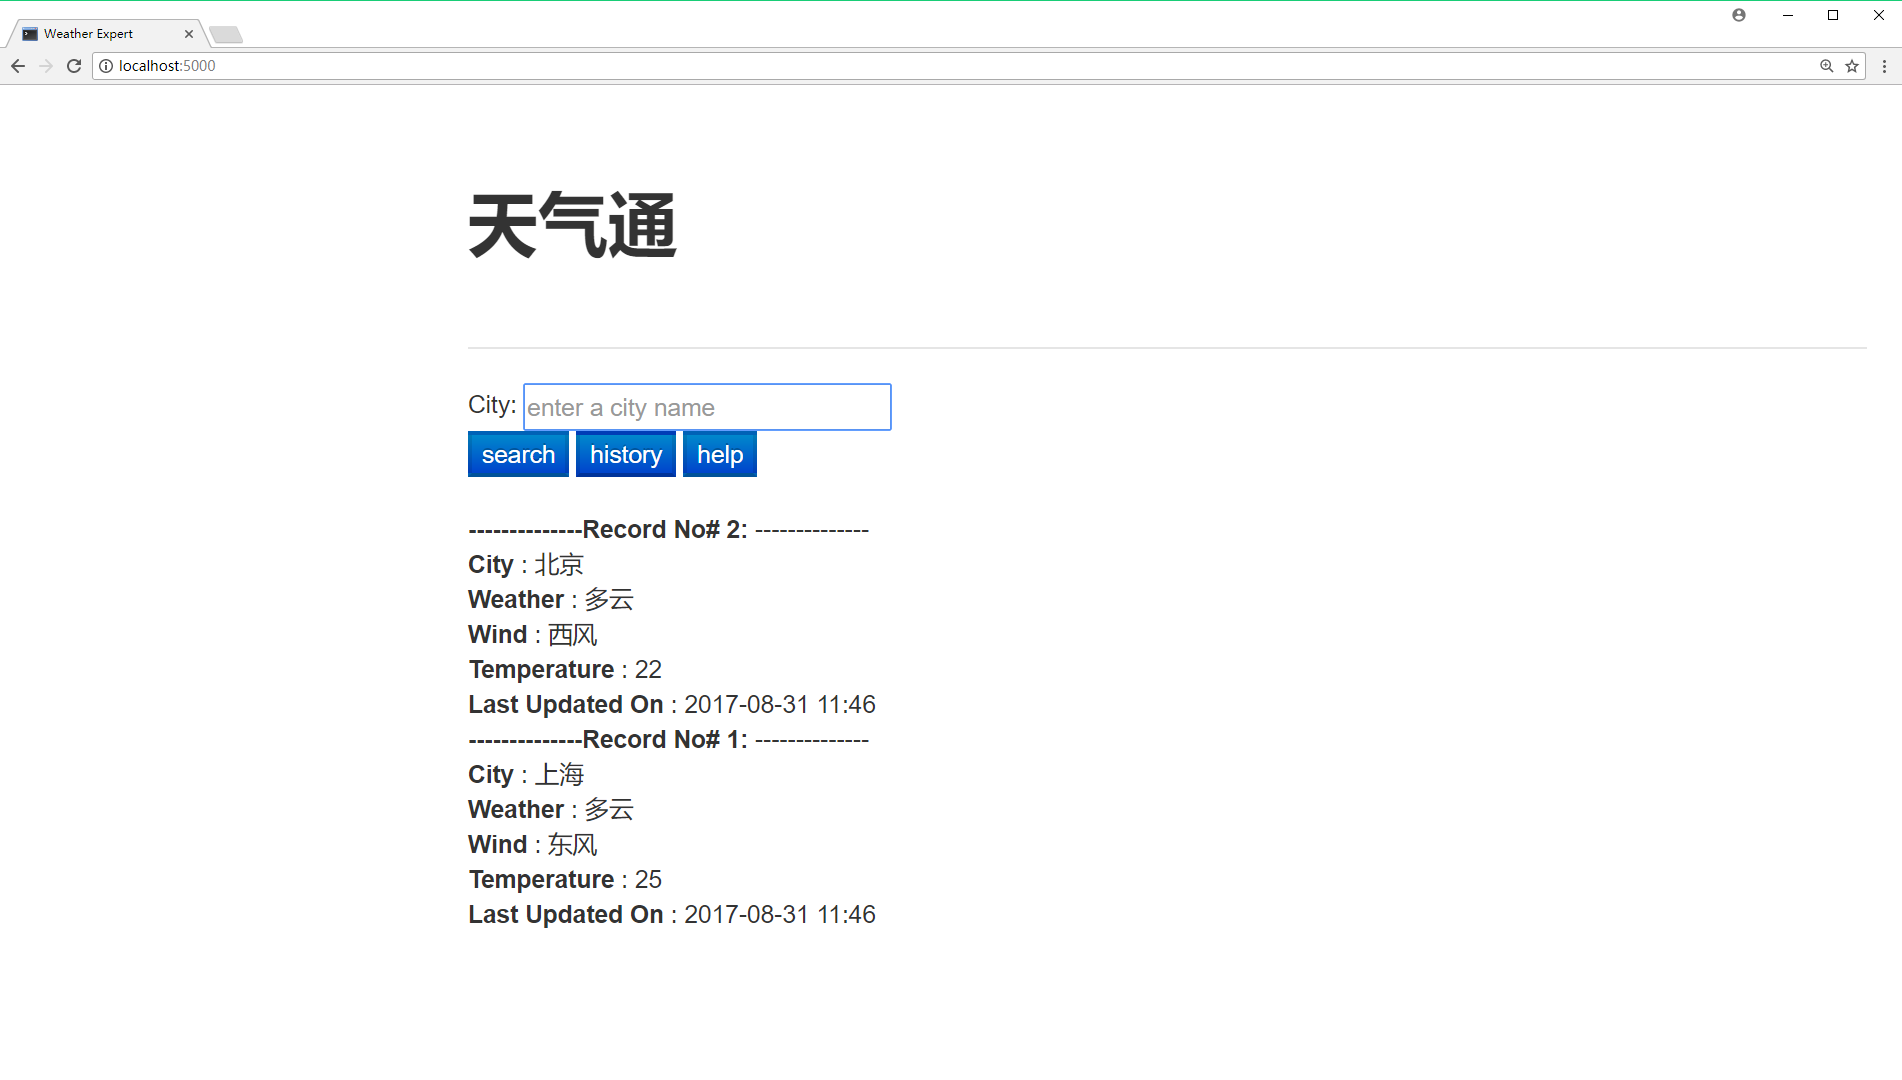 Weather Expert
localhost:5000
天气通
City: enter a city name
search history help
--------------Record No# 2: --------------
City : 北京
Weather : 多云
Wind : 西风
Temperature : 22
Last Updated On : 2017-08-31 11:46
--------------Record No# 1: --------------
City : 上海
Weather : 多云
Wind : 东风
Temperature : 25
Last Updated On : 2017-08-31 11:46